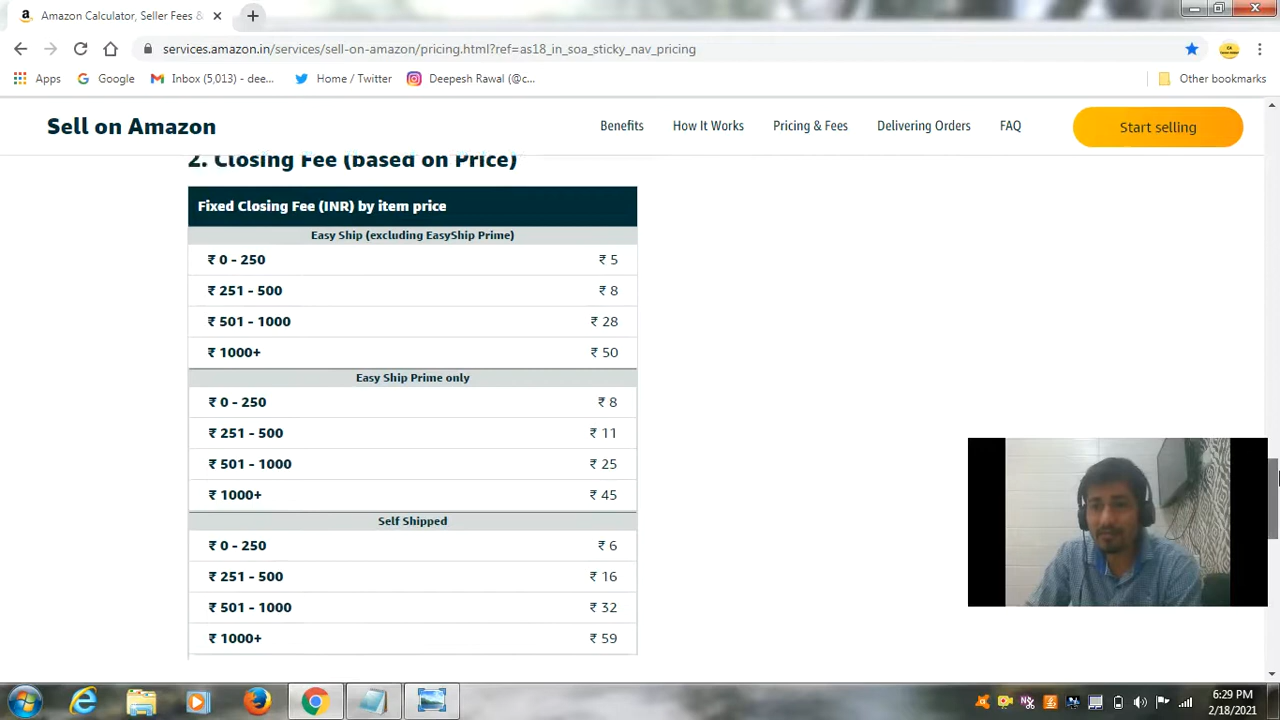 Amazon Calculator, Seller Fees &
services.amazon.in/services/sell-on-amazon/pricing.html?ref=as18_in_soa_sticky_nav_pricing
Apps Google Inbox (5,013) - dee... Home / Twitter Deepesh Rawal (@c... Other bookmarks
Sell on Amazon Benefits How It Works Pricing & Fees Delivering Orders FAQ Start selling
2. Closing Fee (based on Price)
Fixed Closing Fee (INR) by item price
Easy Ship (excluding EasyShip Prime)
₹ 0 - 250 ₹ 5
₹ 251 - 500 ₹ 8
₹ 501 - 1000 ₹ 28
₹ 1000+ ₹ 50
Easy Ship Prime only
₹ 0 - 250 ₹ 8
₹ 251 - 500 ₹ 11
₹ 501 - 1000 ₹ 25
₹ 1000+ ₹ 45
Self Shipped
₹ 0 - 250 ₹ 6
₹ 251 - 500 ₹ 16
₹ 501 - 1000 ₹ 32
₹ 1000+ ₹ 59
6:29 PM
2/18/2021